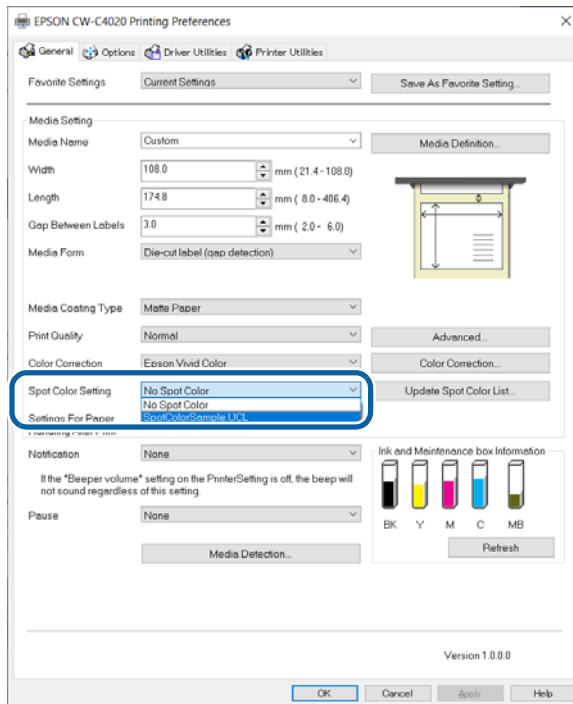 EPSON CW-C4020 Printing Preferences
General Options Driver Utilities Printer Utilities
Favorite Settings Current Settings Save As Favorite Setting...
Media Setting
Media Name Custom Media Definition...
Width 108.0 mm ( 21.4 - 108.0)
Length 174.8 mm ( 8.0 - 406.4)
Gap Between Labels 3.0 mm ( 2.0 - 6.0)
Media Form Die-cut label (gap detection)
Media Coating Type Matte Paper
Print Quality Normal Advanced...
Color Correction Epson Vivid Color Color Correction...
Spot Color Setting No Spot Color Update Spot Color List...
No Spot Color
Settings For Paper SpotColorSample.UCL
Handling After Print
Notification None Ink and Maintenance box Information
If the "Beeper volume" setting on the PrinterSetting is off, the beep will
not sound regardless of this setting.
Pause None
BK Y M C MB
Media Detection... Refresh
Version 1.0.0.0
OK Cancel Apply Help